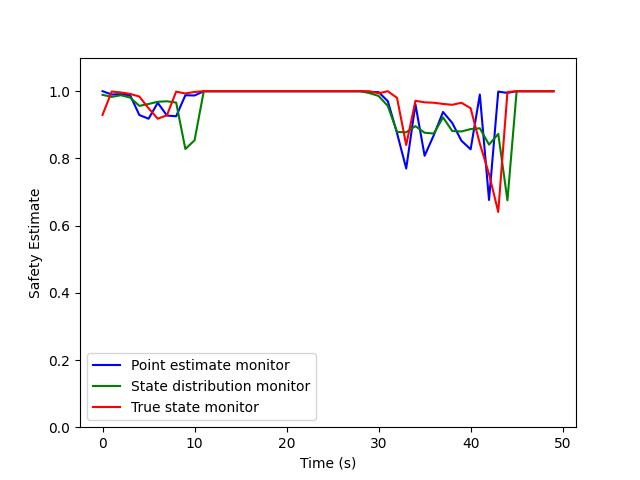 1.0
0.8
0.6
0.4
0.2
0.0
Safety Estimate
Point estimate monitor
State distribution monitor
True state monitor
0 10 20 30 40 50
Time (s)